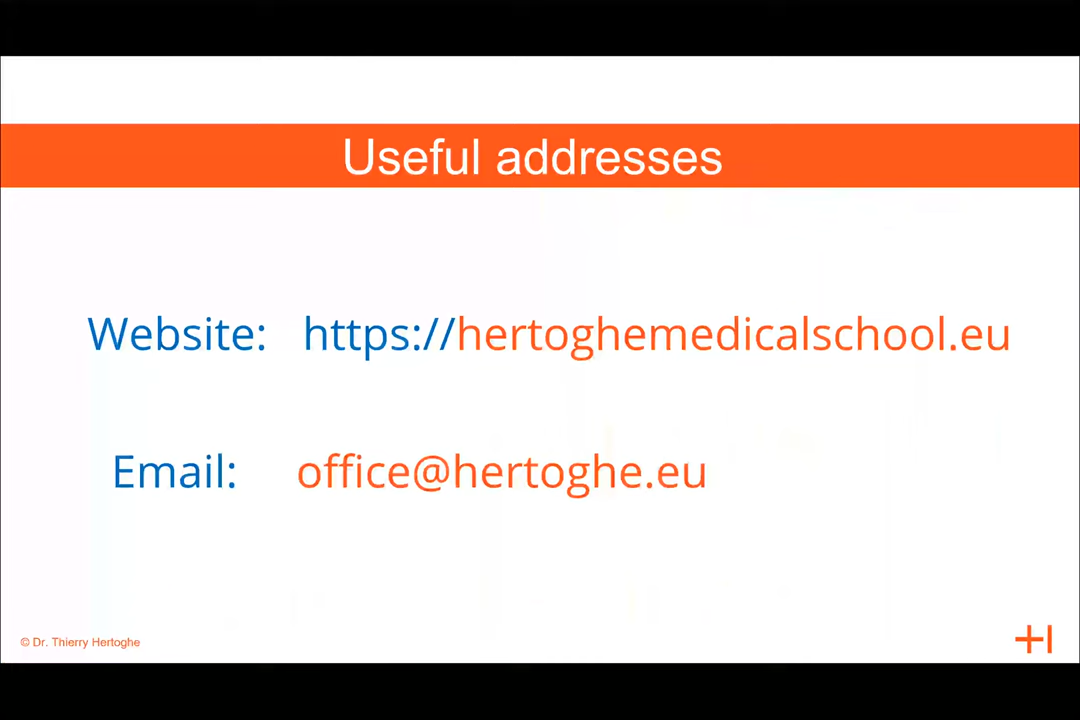 Useful addresses
Website: https://hertoghemedicalschool.eu
Email: office@hertoghe.eu
© Dr. Thierry Hertoghe